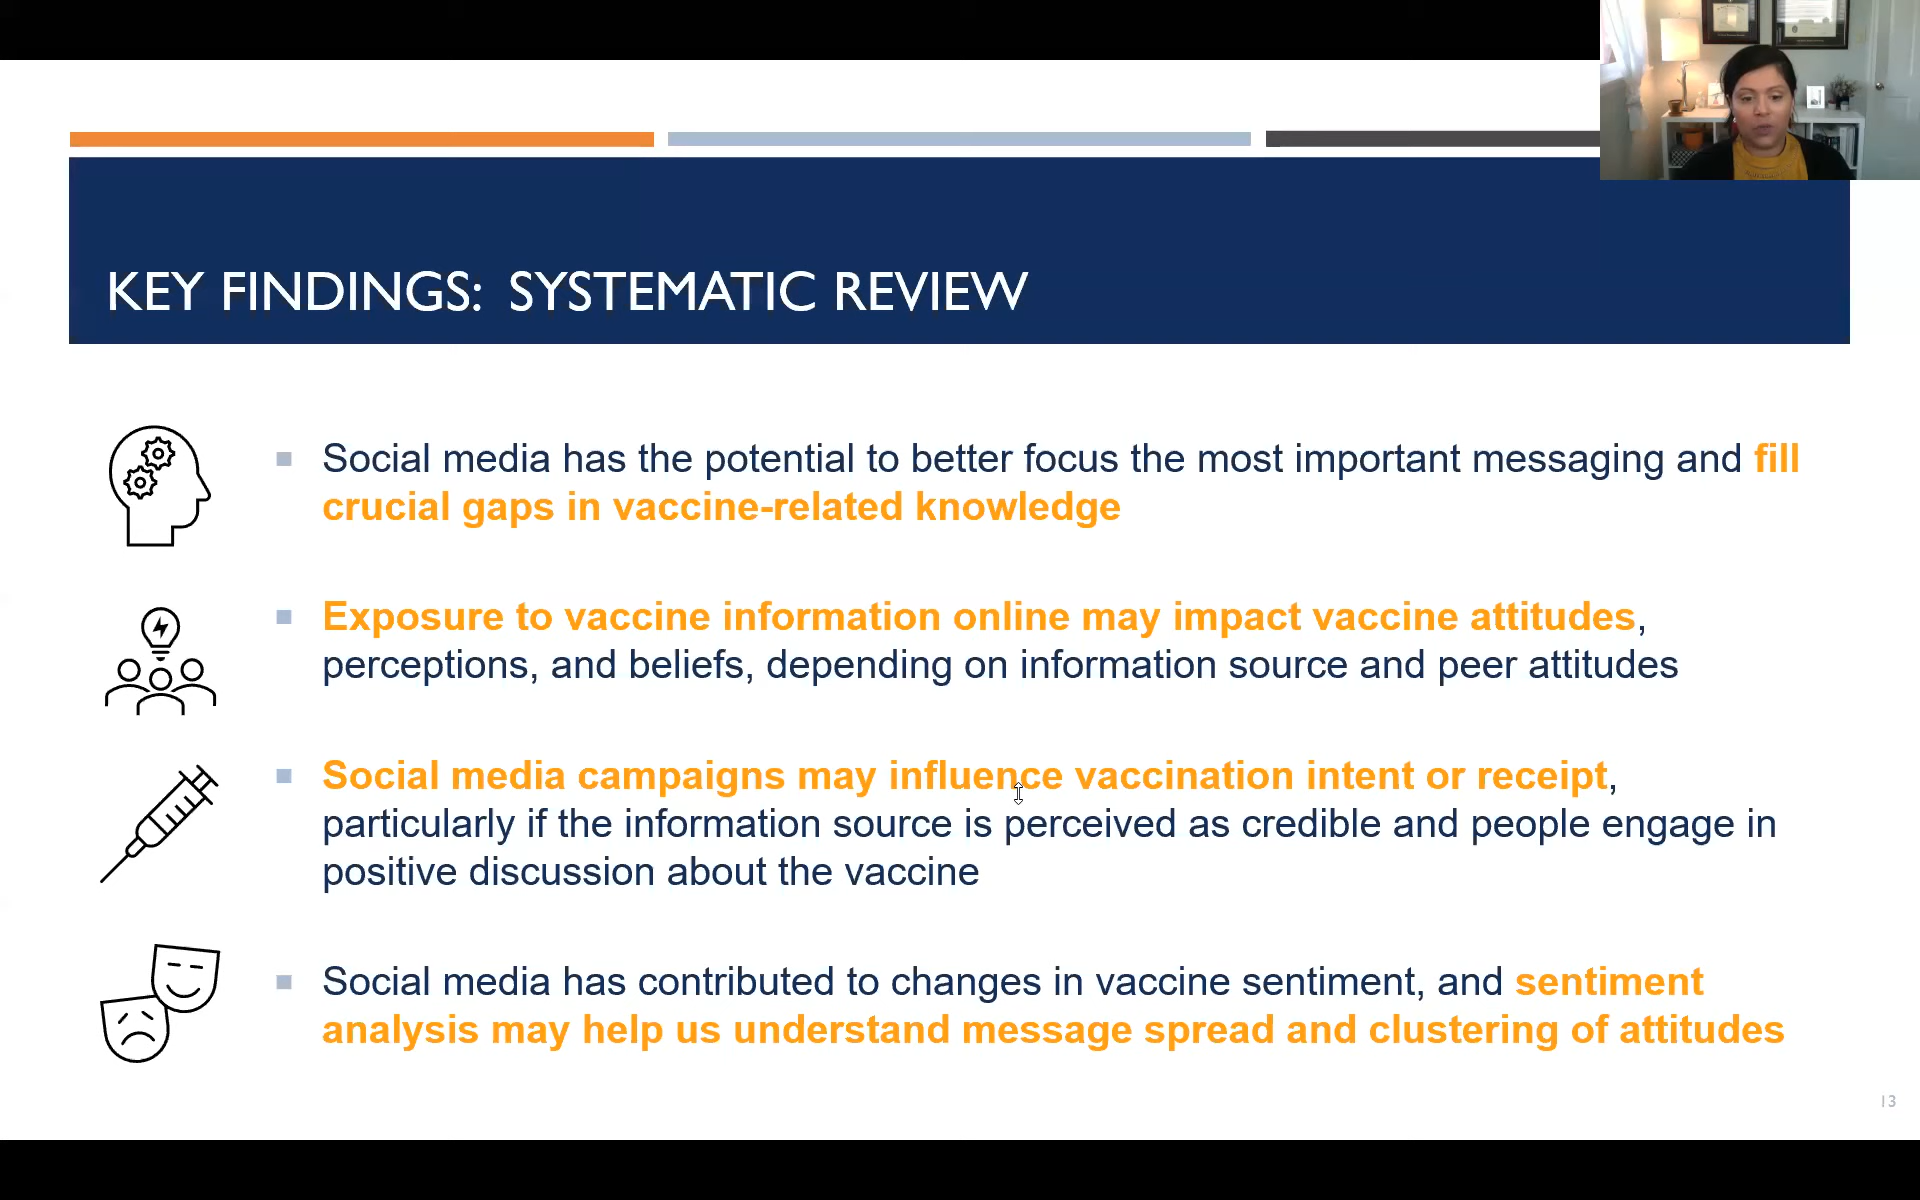 KEY FINDINGS: SYSTEMATIC REVIEW
Social media has the potential to better focus the most important messaging and fill
crucial gaps in vaccine-related knowledge
Exposure to vaccine information online may impact vaccine attitudes,
perceptions, and beliefs, depending on information source and peer attitudes
Social media campaigns may influence vaccination intent or receipt,
particularly if the information source is perceived as credible and people engage in
positive discussion about the vaccine
Social media has contributed to changes in vaccine sentiment, and sentiment
analysis may help us understand message spread and clustering of attitudes
13